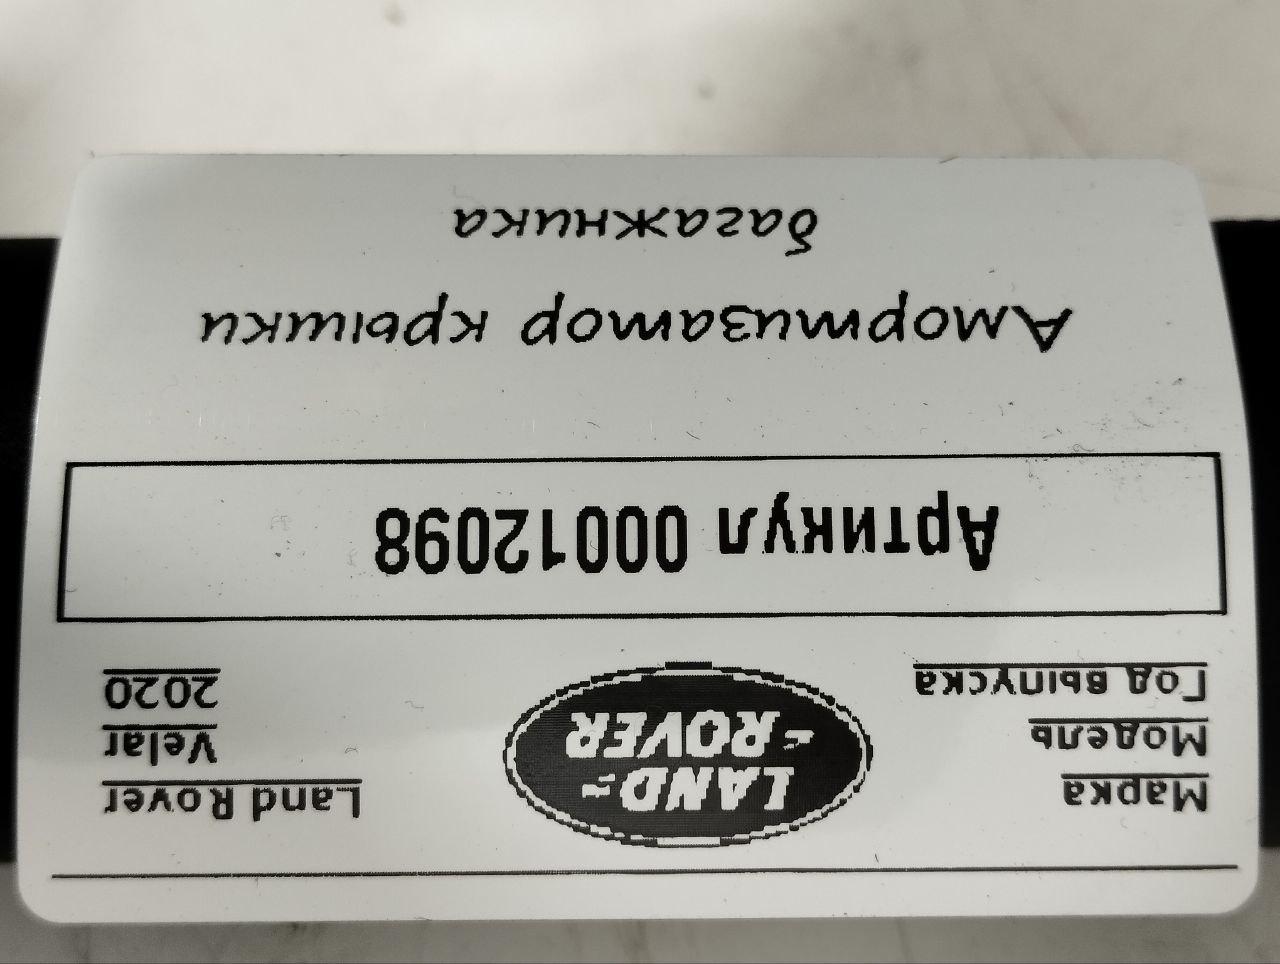 Марка Land Rover
Модель Velar
Год выпуска 2020
LAND-
-ROVER
Артикул 00012098
Амортизатор крышки
багажника